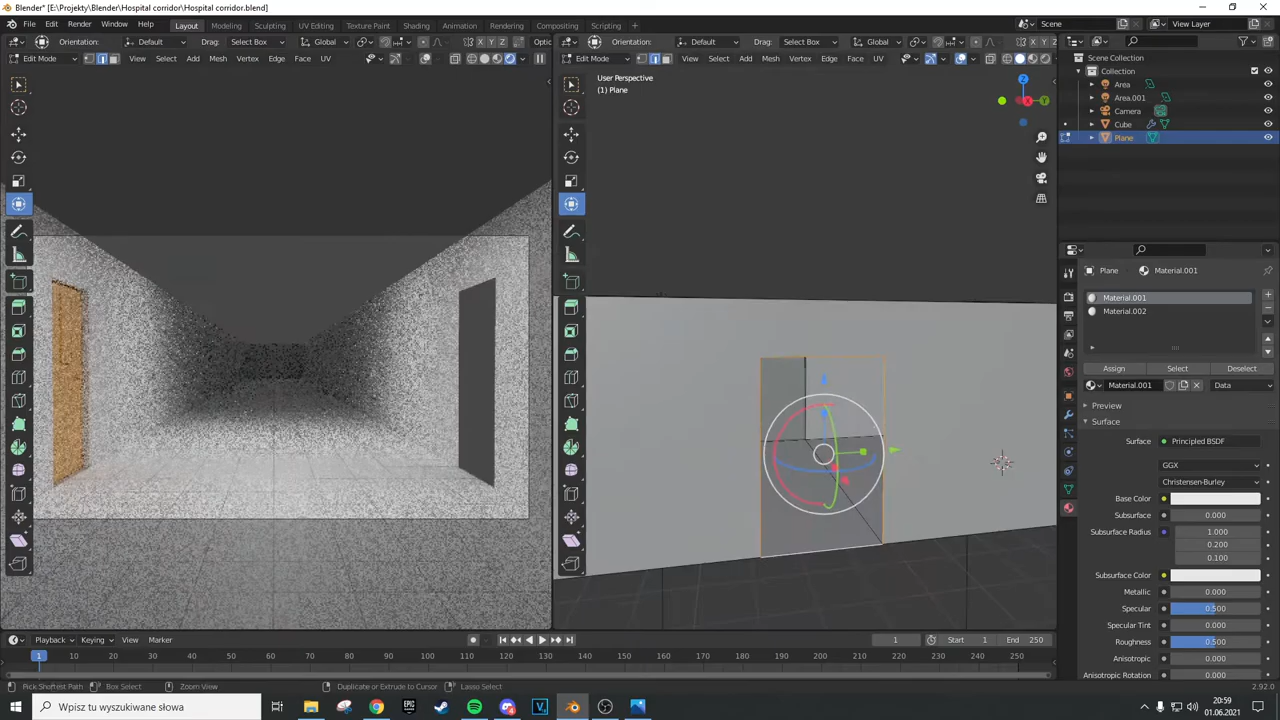 Blender* [E:\Projekty\Blender\Hospital corridor\Hospital corridor.blend]
File Edit Render Window Help Layout Modeling Sculpting UV Editing Texture Paint Shading Animation Rendering Compositing Scripting Scene View Layer
Orientation: Default Drag: Select Box Global Opti
Orientation: Default Drag: Select Box Global
Edit Mode View Select Add Mesh Vertex Edge Face UV
Edit Mode View Select Add Mesh Vertex Edge Face UV
User Perspective
(1) Plane
Z
X
Y
Scene Collection
Collection
Area
Area.001
Camera
Cube
Plane
Plane Material.001
Material.001
Material.002
Assign Select Deselect
Material.001 Data
Preview
Surface
Surface Principled BSDF
GGX
Christensen-Burley
Base Color
Subsurface 0.000
Subsurface Radius 1.000
0.200
0.100
Subsurface Color
Metallic 0.000
Specular 0.500
Specular Tint 0.000
Roughness 0.500
Anisotropic 0.000
Anisotropic Rotation 0.000
Playback Keying View Marker 1 Start 1 End 250
1 10 20 30 40 50 60 70 80 90 100 110 120 130 140 150 160 170 180 190 200 210 220 230 240 250
Pick Shortest Path Box Select Zoom View Duplicate or Extrude to Cursor Lasso Select 2.92.0
Wpisz tu wyszukiwane słowa
EPIC
V
20:59
01.06.2021